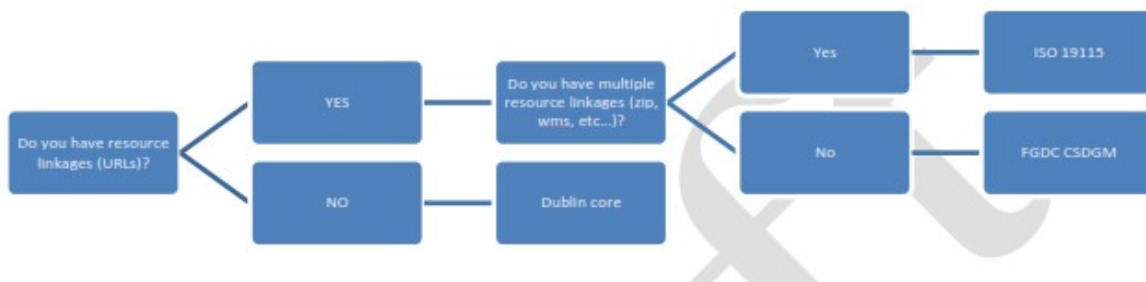 Do you have resource
linkages (URLs)?
YES
NO
Do you have multiple
resource linkages (zip,
wms, etc...)?
Dublin core
Yes
No
ISO 19115
FGDC CSDGM